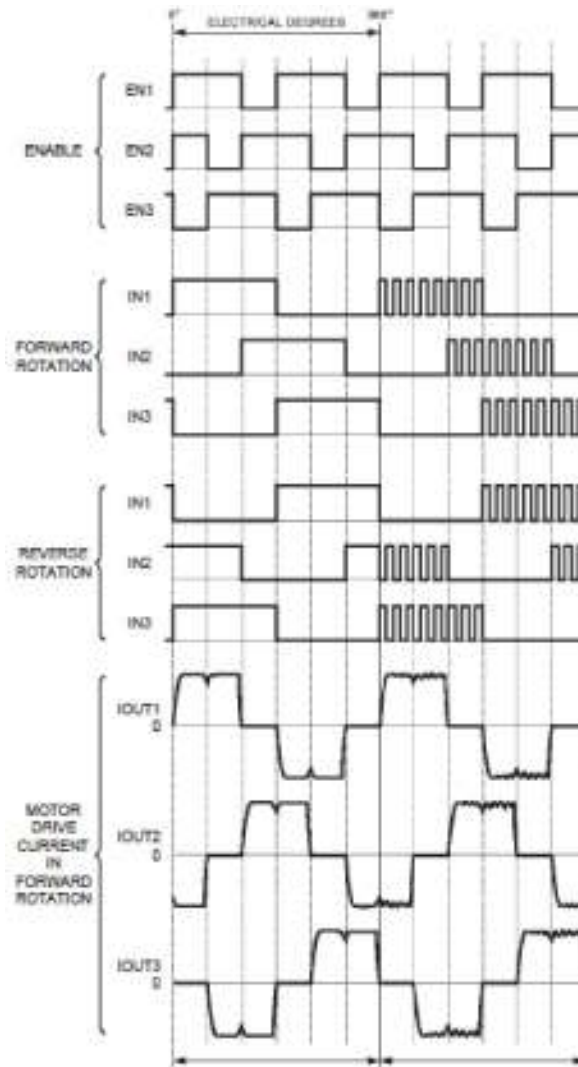 0°
ELECTRICAL DEGREES
360°
EN1
ENABLE
EN2
EN3
IN1
FORWARD
ROTATION
IN2
IN3
IN1
REVERSE
ROTATION
IN2
IN3
IOUT1
0
MOTOR
DRIVE
CURRENT
IN
FORWARD
ROTATION
IOUT2
0
IOUT3
0